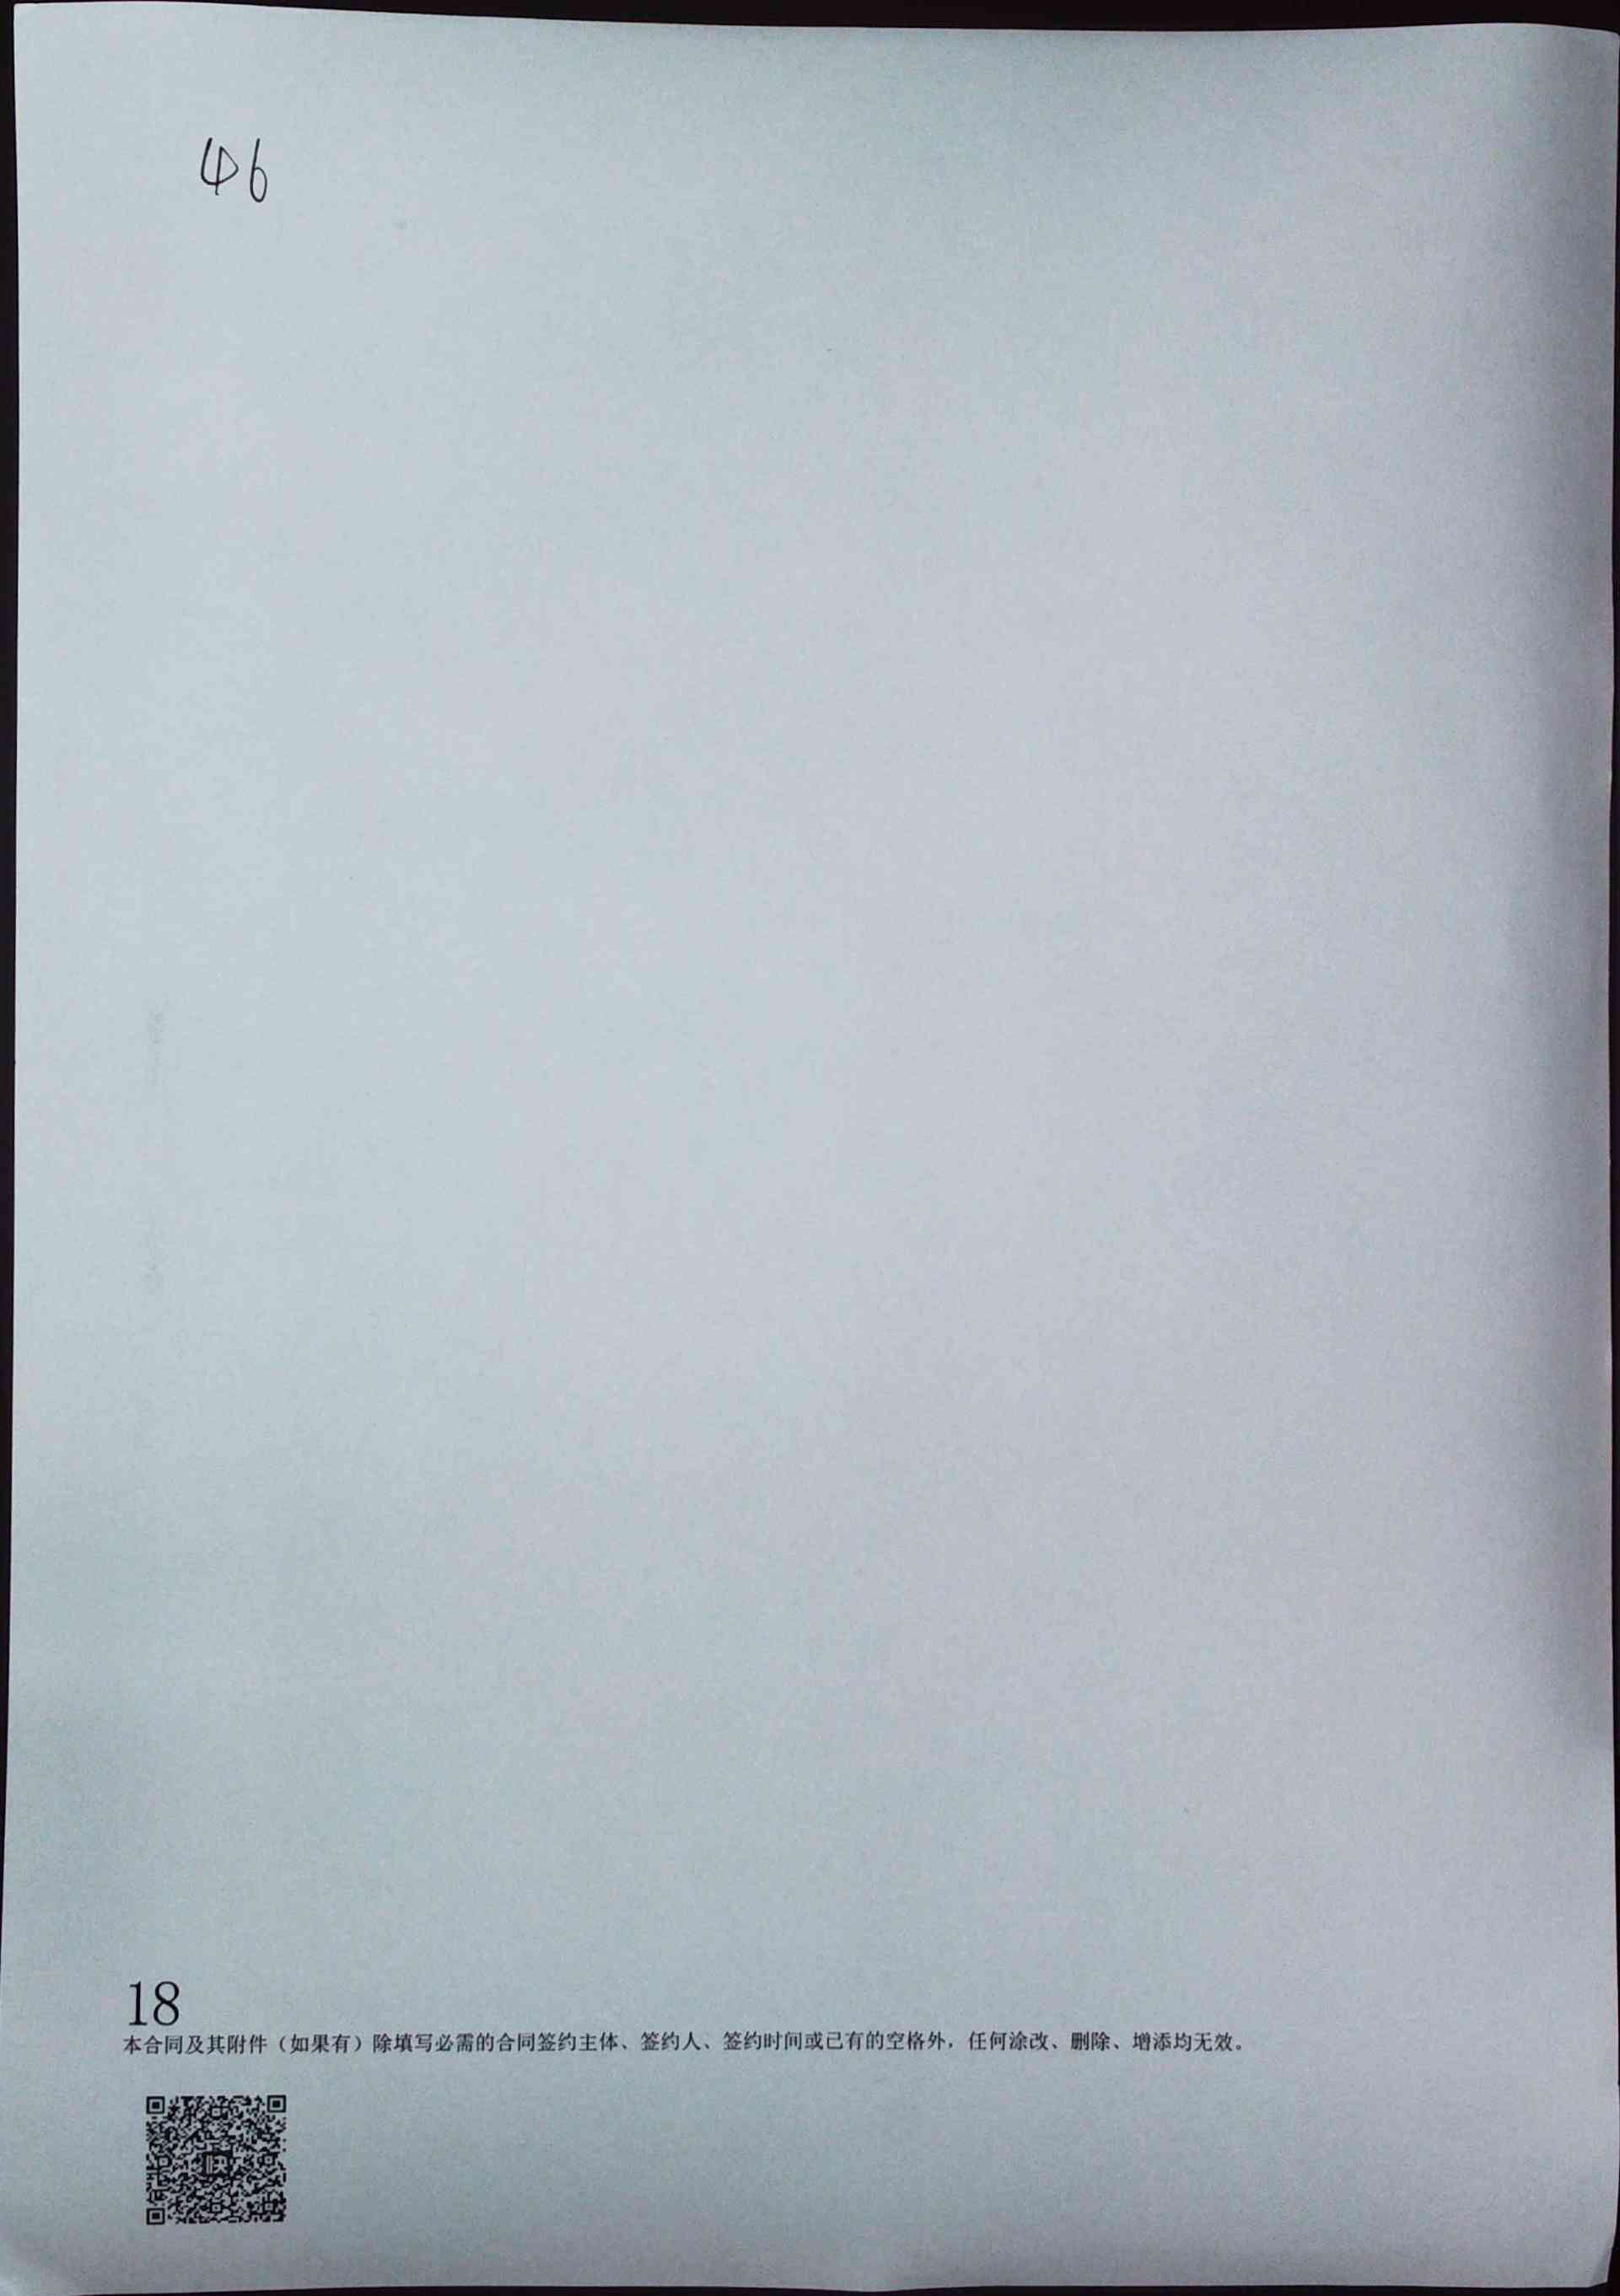 46
18
本合同及其附件（如果有）除填写必需的合同签约主体、签约人、签约时间或已有的空格外，任何涂改、删除、增添均无效。
快